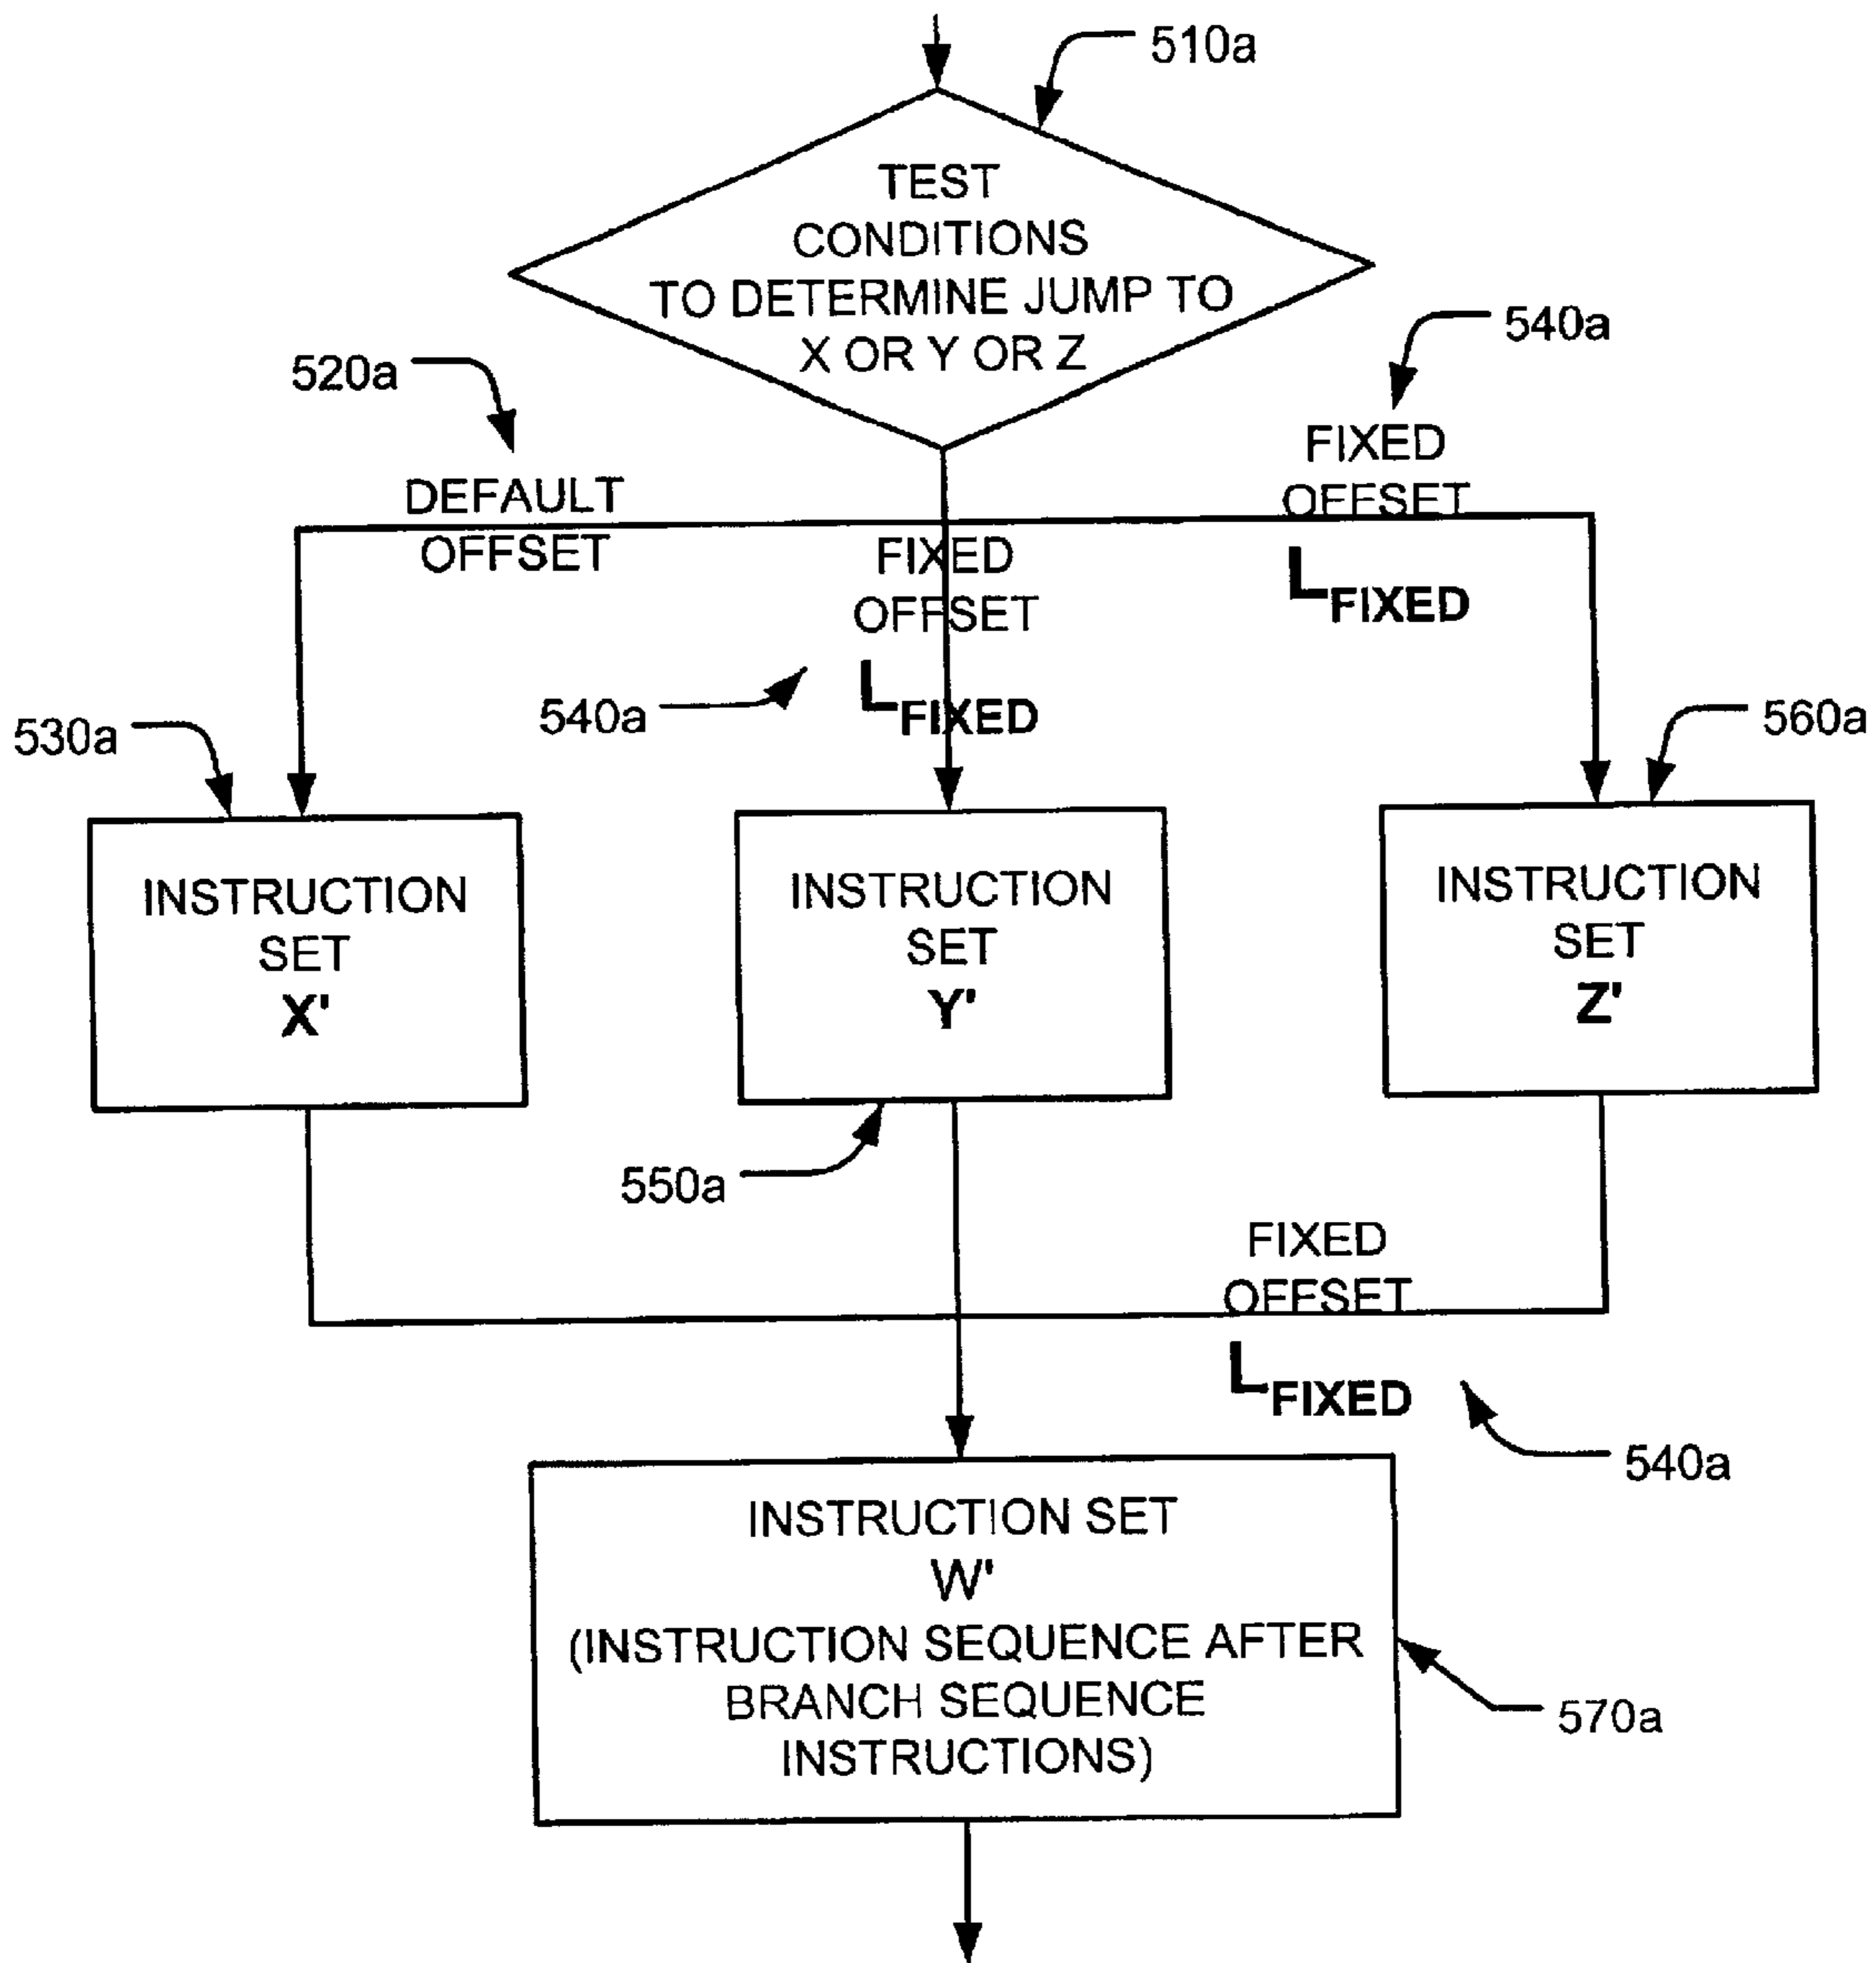 510a
TEST
CONDITIONS
TO DETERMINE JUMP TO
X OR Y OR Z
540a
520a
FIXED
OFFSET
LFIXED
DEFAULT
OFFSET
FIXED
OFFSET
LFIXED
540a
530a
560a
INSTRUCTION
SET
X'
INSTRUCTION
SET
Y'
INSTRUCTION
SET
Z'
550a
FIXED
OFFSET
LFIXED
540a
INSTRUCTION SET
W'
(INSTRUCTION SEQUENCE AFTER
BRANCH SEQUENCE
INSTRUCTIONS)
570a